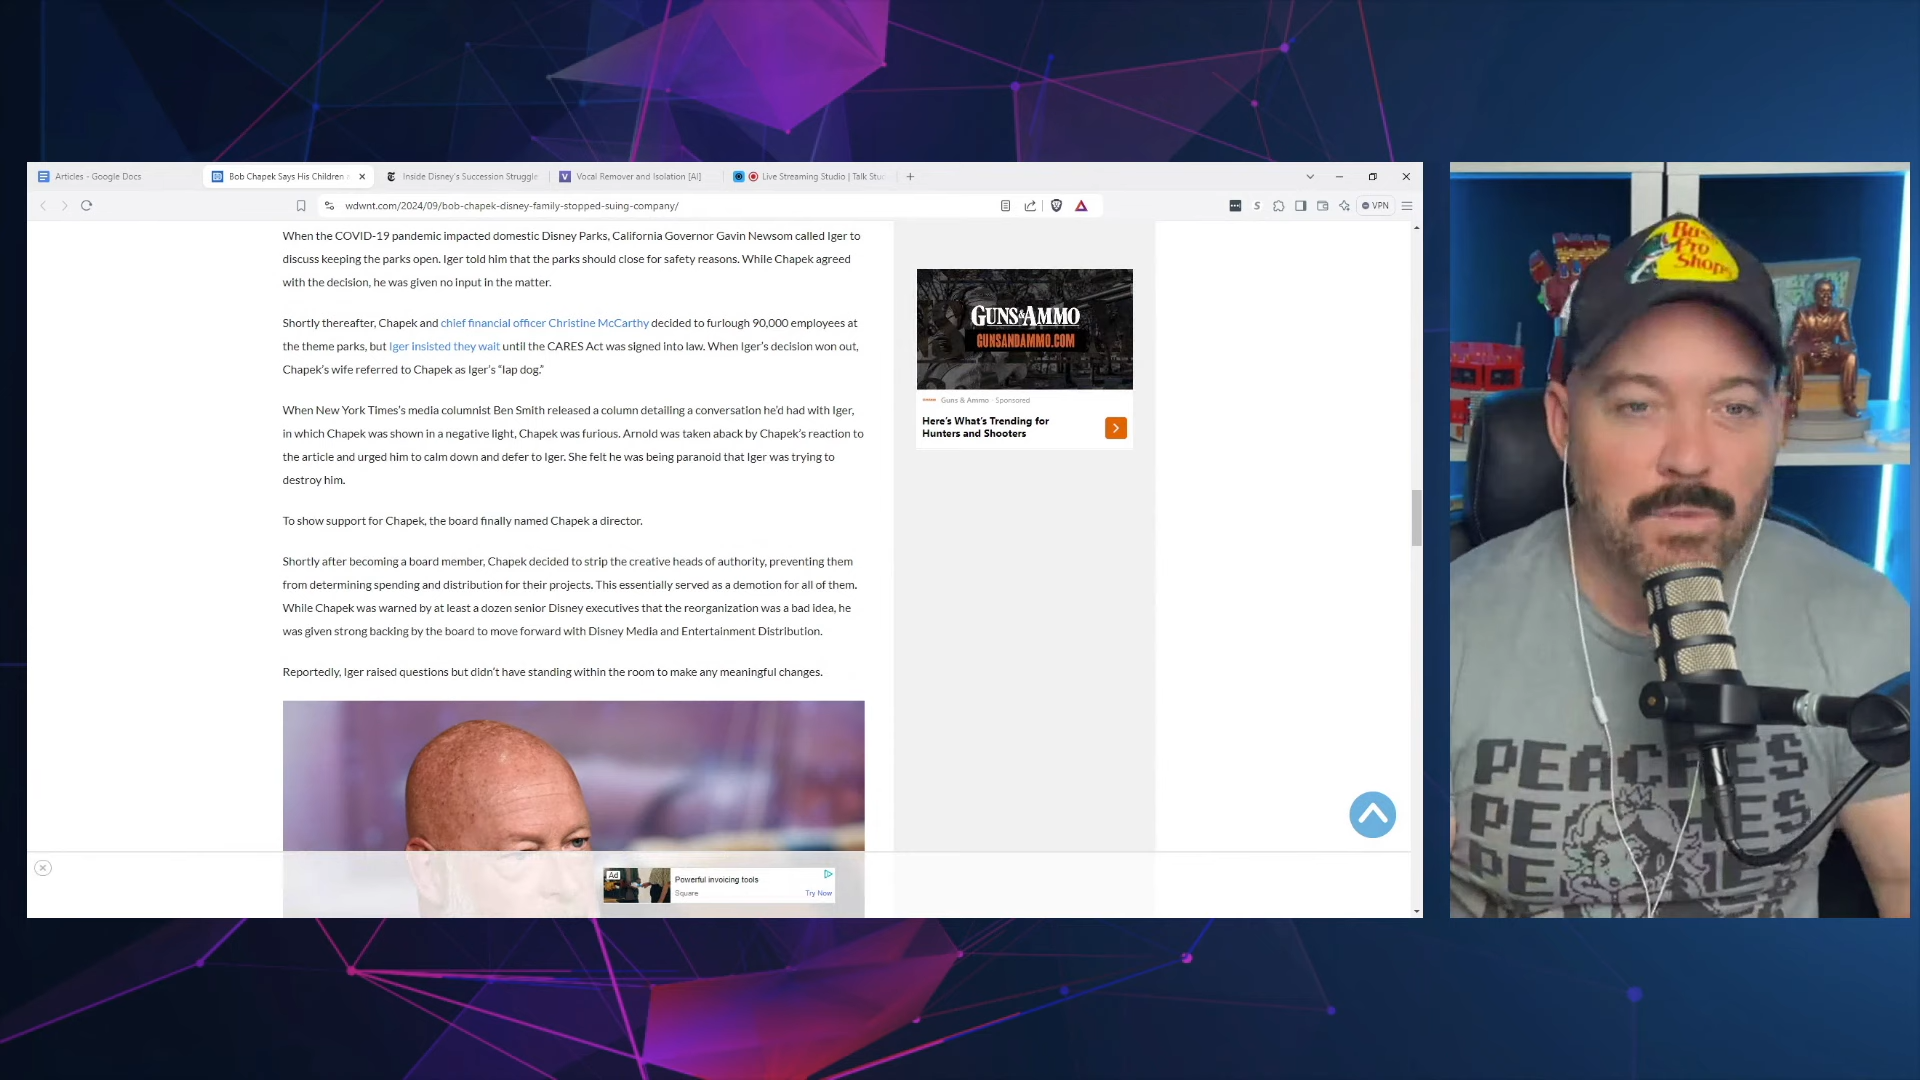 Articles - Google Docs
Bob Chapek Says His Children
Inside Disney's Succession Struggle
Vocal Remover and Isolation [AI]
Live Streaming Studio | Talk Stu
wdwnt.com/2024/09/bob-chapek-disney-family-stopped-suing-company/
VPN
When the COVID-19 pandemic impacted domestic Disney Parks, California Governor Gavin Newsom called Iger to
discuss keeping the parks open. Iger told him that the parks should close for safety reasons. While Chapek agreed
with the decision, he was given no input in the matter.
Shortly thereafter, Chapek and chief financial officer Christine McCarthy decided to furlough 90,000 employees at
the theme parks, but Iger insisted they wait until the CARES Act was signed into law. When Iger's decision won out,
Chapek's wife referred to Chapek as Iger's "lap dog."
When New York Times's media columnist Ben Smith released a column detailing a conversation he'd had with Iger,
in which Chapek was shown in a negative light, Chapek was furious. Arnold was taken aback by Chapek's reaction to
the article and urged him to calm down and defer to Iger. She felt he was being paranoid that Iger was trying to
destroy him.
To show support for Chapek, the board finally named Chapek a director.
Shortly after becoming a board member, Chapek decided to strip the creative heads of authority, preventing them
from determining spending and distribution for their projects. This essentially served as a demotion for all of them.
While Chapek was warned by at least a dozen senior Disney executives that the reorganization was a bad idea, he
was given strong backing by the board to move forward with Disney Media and Entertainment Distribution.
Reportedly, Iger raised questions but didn't have standing within the room to make any meaningful changes.
GUNS&AMMO
GUNSANDAMMO.COM
Guns & Ammo - Sponsored
Here's What's Trending for
Hunters and Shooters
Ad
Powerful invoicing tools
Square
Try Now
Bass
Pro
Shops
PEACHES